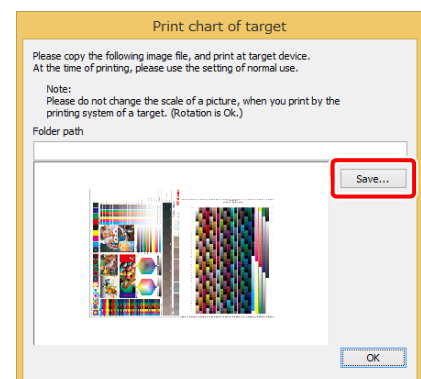 Print chart of target
Please copy the following image file, and print at target device.
At the time of printing, please use the setting of normal use.
Note:
Please do not change the scale of a picture, when you print by the
printing system of a target. (Rotation is Ok.)
Folder path
Save...
OK